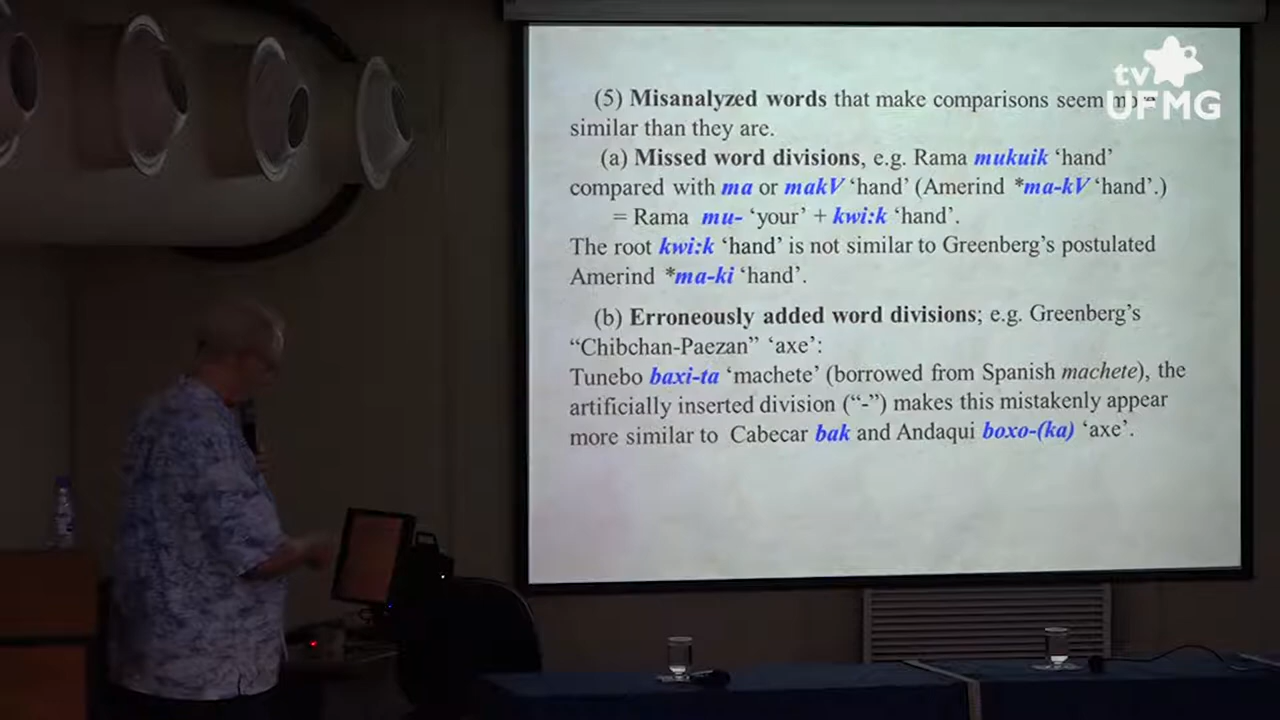 tv
UFMG
(5) Misanalyzed words that make comparisons seem more
similar than they are.
(a) Missed word divisions, e.g. Rama mukuik ‘hand’
compared with ma or makV ‘hand’ (Amerind *ma-kV ‘hand’.)
= Rama mu- ‘your’ + kwi:k ‘hand’.
The root kwi:k ‘hand’ is not similar to Greenberg’s postulated
Amerind *ma-ki ‘hand’.
(b) Erroneously added word divisions; e.g. Greenberg’s
“Chibchan-Paezan” ‘axe’:
Tunebo baxi-ta ‘machete’ (borrowed from Spanish machete), the
artificially inserted division (“-”) makes this mistakenly appear
more similar to Cabecar bak and Andaqui boxo-(ka) ‘axe’.